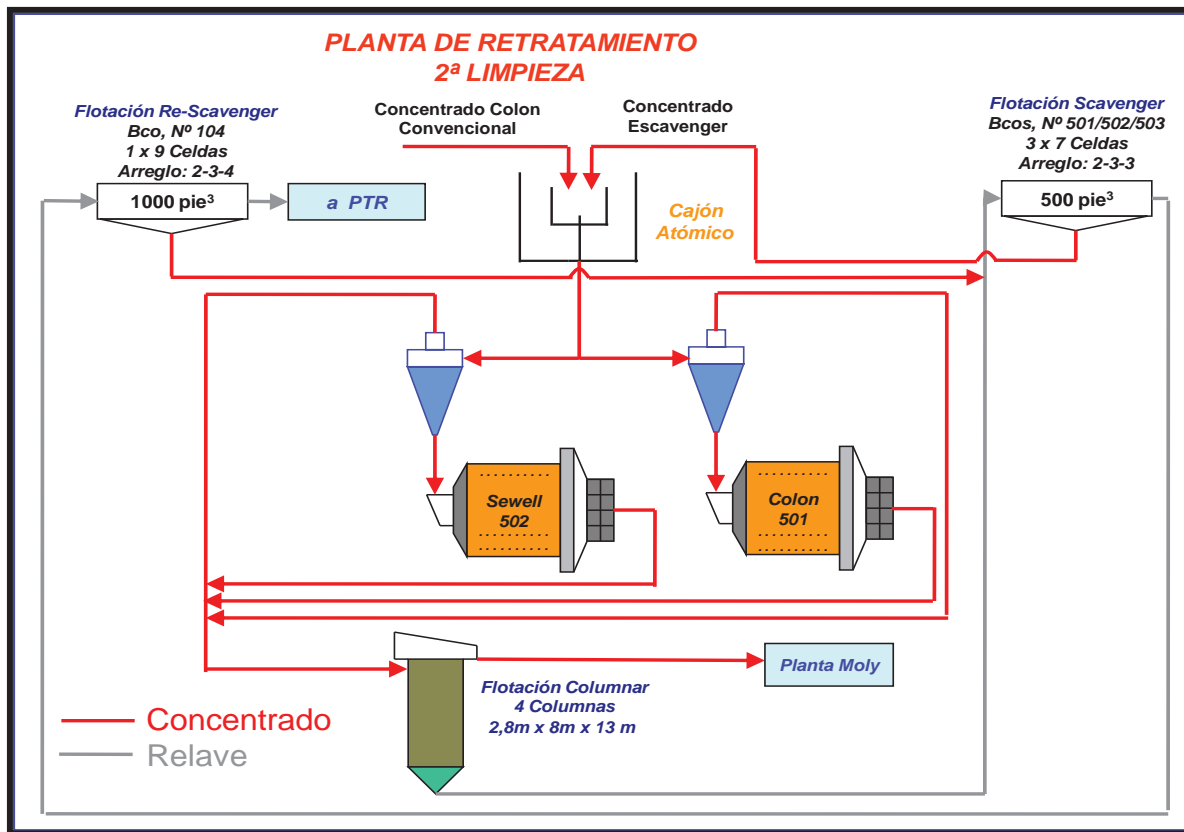 PLANTA DE RETRATAMIENTO
2ª LIMPIEZA
Flotación Re-Scavenger
Bco, Nº 104
1 x 9 Celdas
Arreglo: 2-3-4
1000 pie³
a PTR
Concentrado Colon
Convencional
Concentrado
Escavenger
Cajón
Atómico
Flotación Scavenger
Bcos, Nº 501/502/503
3 x 7 Celdas
Arreglo: 2-3-3
500 pie³
Sewell
502
Colon
501
Flotación Columnar
4 Columnas
2,8m x 8m x 13 m
Planta Moly
Concentrado
Relave